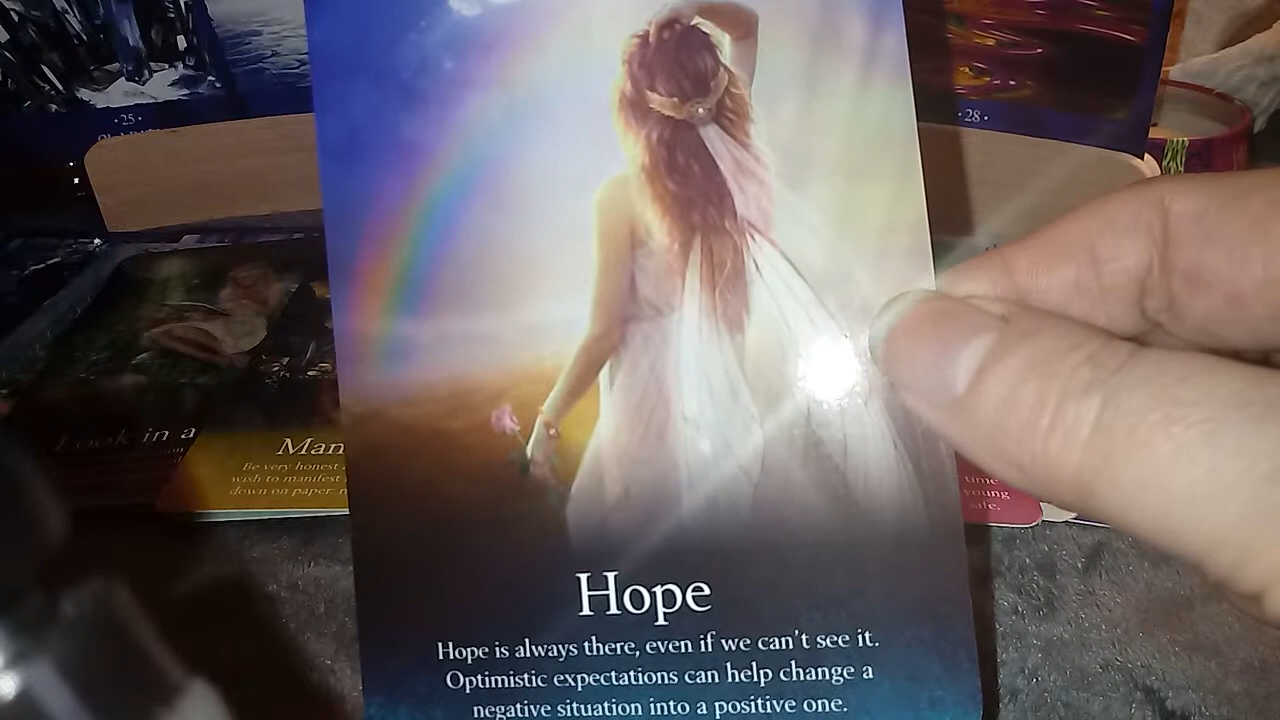 ·25·
·28·
Look in a
Man
Be very honest
wish to manifest
down on paper:
time
young
safe.
Hope
Hope is always there, even if we can't see it.
Optimistic expectations can help change a
negative situation into a positive one.